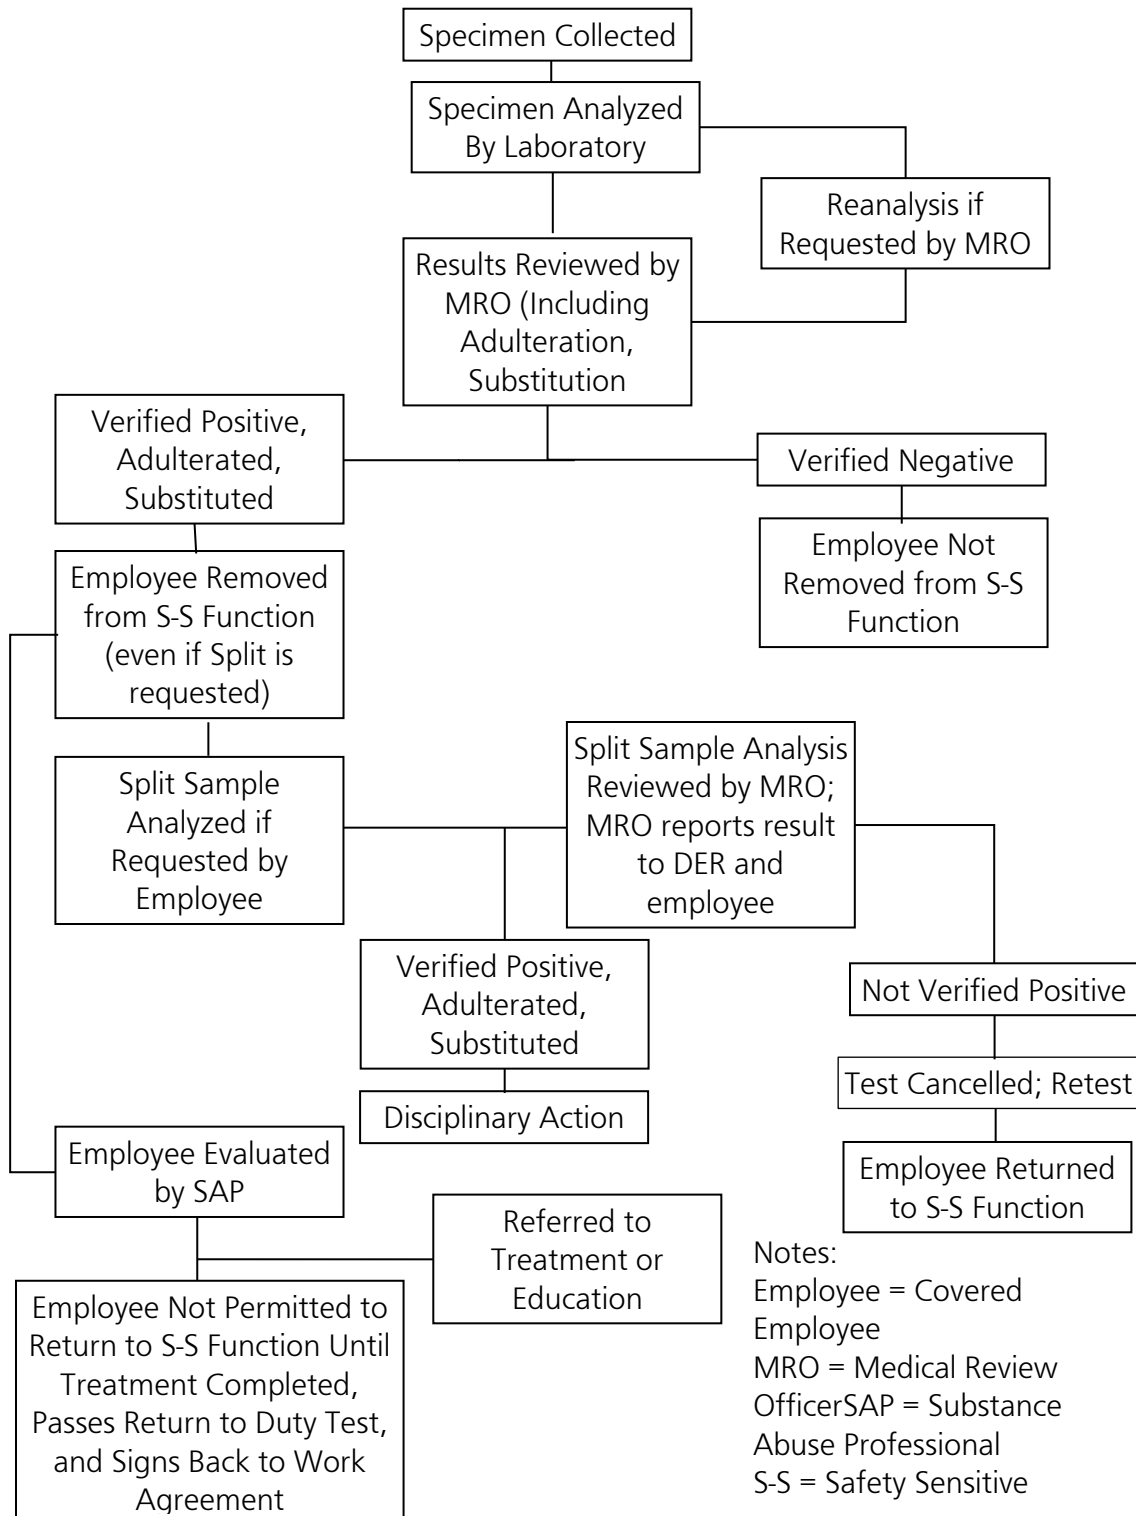 Specimen Collected
Specimen Analyzed
By Laboratory
Reanalysis if
Requested by MRO
Results Reviewed by
MRO (Including
Adulteration,
Substitution
Verified Positive,
Adulterated,
Substituted
Verified Negative
Employee Not
Removed from S-S
Function
Employee Removed
from S-S Function
(even if Split is
requested)
Split Sample
Analyzed if
Requested by
Employee
Split Sample Analysis
Reviewed by MRO;
MRO reports result
to DER and
employee
Verified Positive,
Adulterated,
Substituted
Disciplinary Action
Not Verified Positive
Test Cancelled; Retest
Employee Returned
to S-S Function
Employee Evaluated
by SAP
Referred to
Treatment or
Education
Employee Not Permitted to
Return to S-S Function Until
Treatment Completed,
Passes Return to Duty Test,
and Signs Back to Work
Agreement
Notes:
Employee = Covered
Employee
MRO = Medical Review
OfficerSAP = Substance
Abuse Professional
S-S = Safety Sensitive